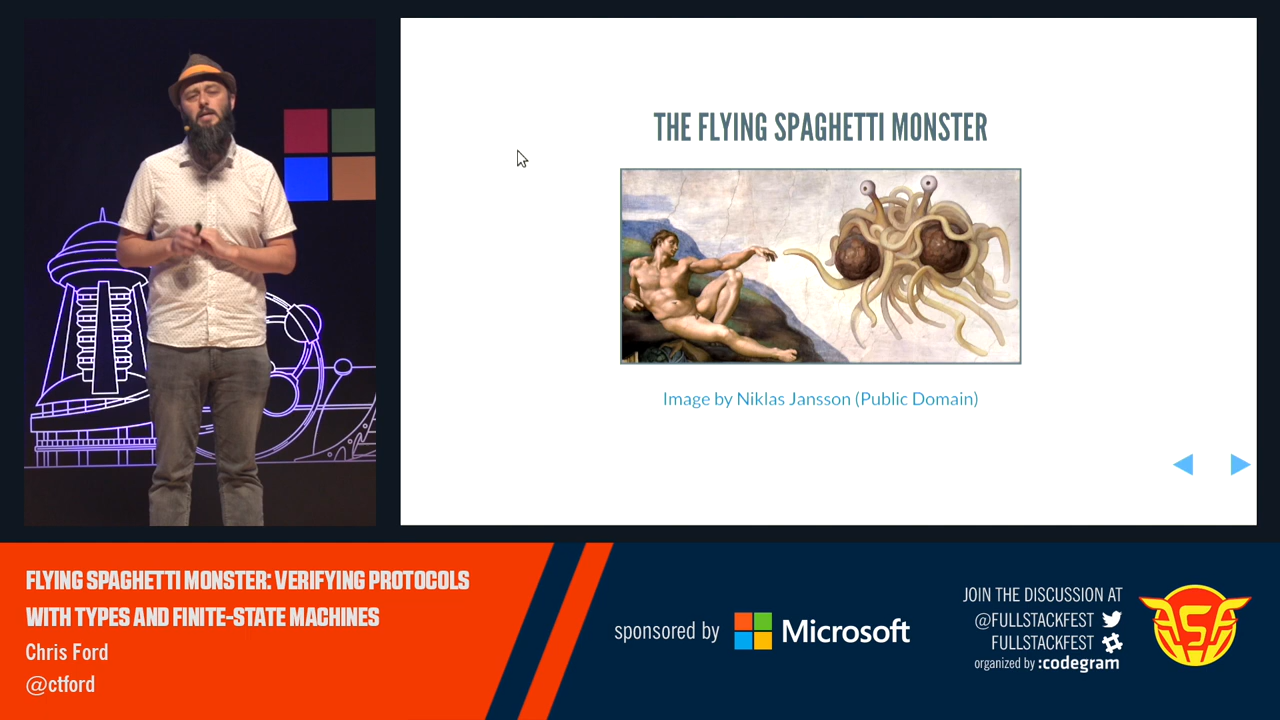 THE FLYING SPAGHETTI MONSTER
Image by Niklas Jansson (Public Domain)
FLYING SPAGHETTI MONSTER: VERIFYING PROTOCOLS
WITH TYPES AND FINITE-STATE MACHINES
Chris Ford
@ctford
sponsored by Microsoft
JOIN THE DISCUSSION AT
@FULLSTACKFEST
FULLSTACKFEST
organized by :codegram
FSF